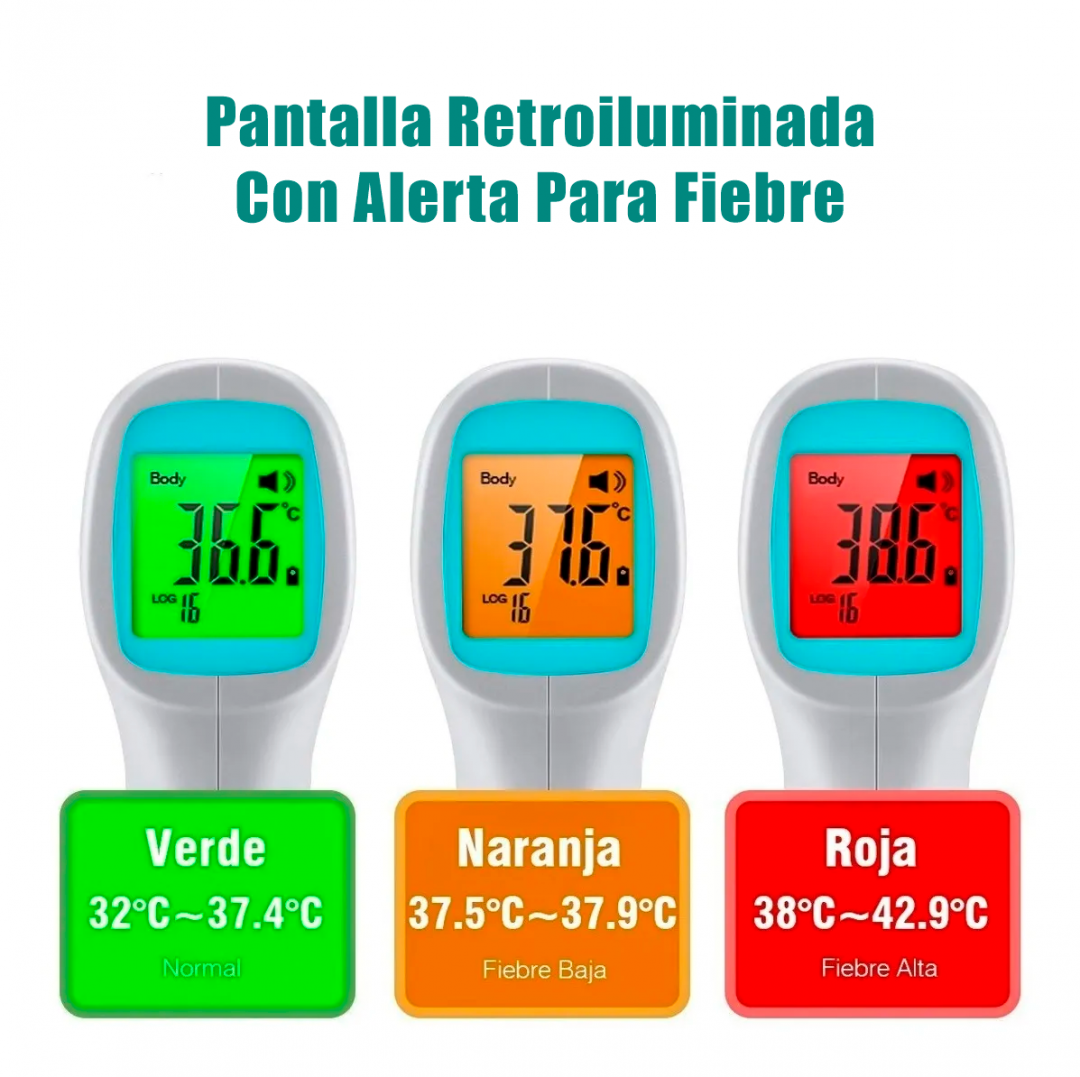 Pantalla Retroiluminada
Con Alerta Para Fiebre
Body
36.6 °C
LOG 16
Body
37.6 °C
LOG 16
Body
38.6 °C
LOG 16
Verde
32°C~37.4°C
Normal
Naranja
37.5°C~37.9°C
Fiebre Baja
Roja
38°C~42.9°C
Fiebre Alta